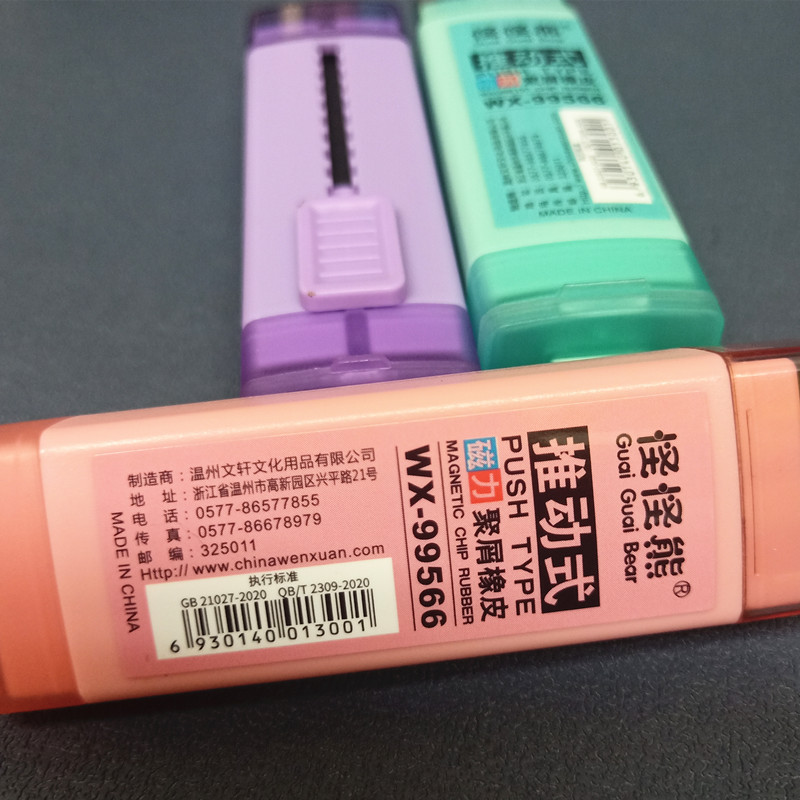 怪怪熊®
Guai Guai Bear
推动式
PUSH TYPE
磁力聚屑橡皮
MAGNETIC CHIP RUBBER
WX-99566
制造商：温州文轩文化用品有限公司
地 址：浙江省温州市高新园区兴平路21号
电 话：0577-86577855
传 真：0577-86678979
邮 编：325011
Http://www.chinawenxuan.com
执行标准
GB 21027-2020 QB/T 2309-2020
6 930140 013001
MADE IN CHINA
推动式
WX-99566
MADE IN CHINA